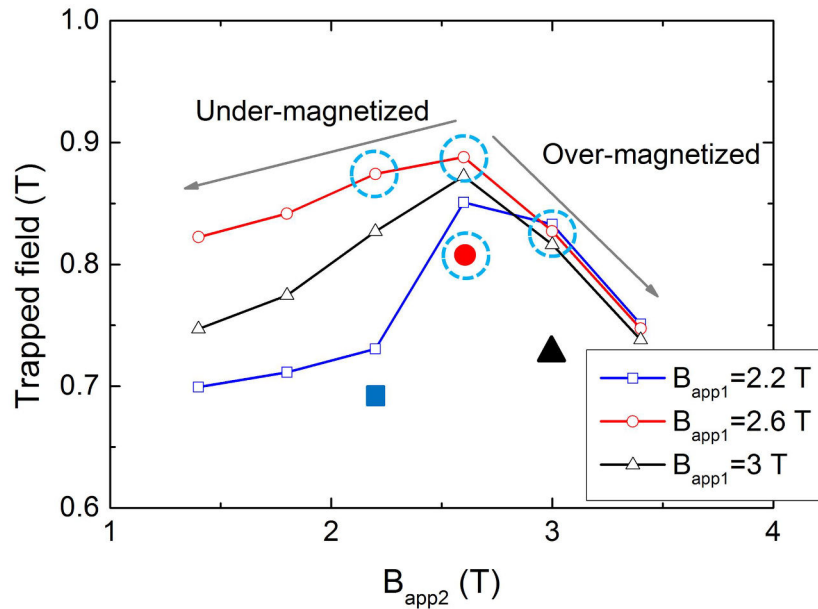 1.0
0.9
0.8
0.7
0.6
Trapped field (T)
Under-magnetized
Over-magnetized
B_app1=2.2 T
B_app1=2.6 T
B_app1=3 T
1 2 3 4
B_app2 (T)